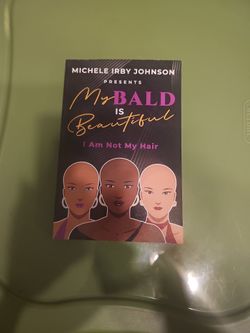 MICHELE IRBY JOHNSON
PRESENTS
My BALD
IS
Beautiful
I Am Not My Hair